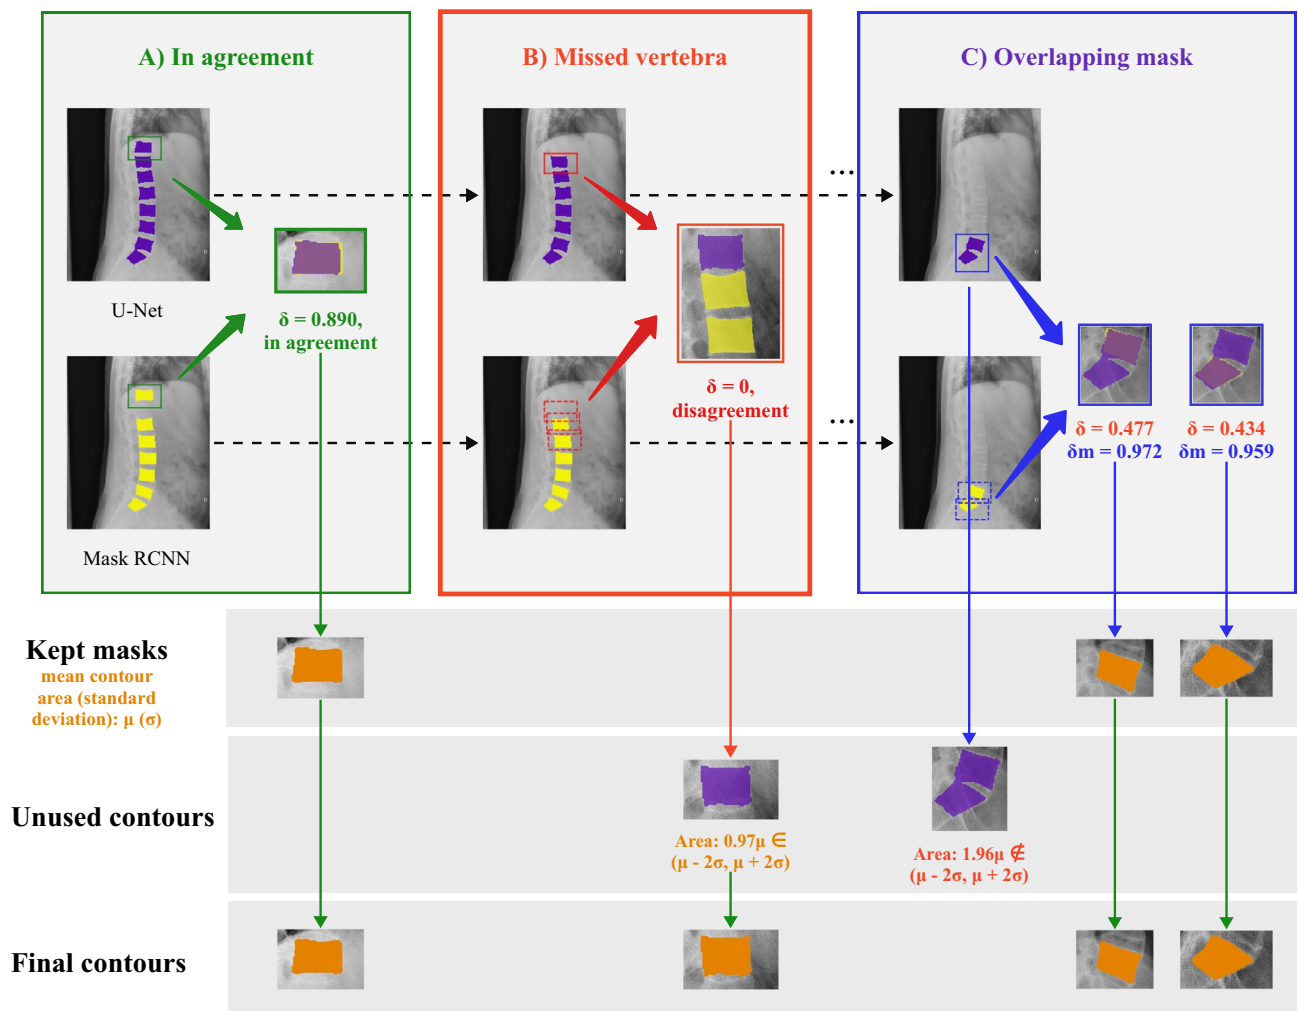 A) In agreement
B) Missed vertebra
C) Overlapping mask
...
...
U-Net
δ = 0.890,
in agreement
Mask RCNN
δ = 0,
disagreement
δ = 0.477
δm = 0.972
δ = 0.434
δm = 0.959
Kept masks
mean contour
area (standard
deviation): μ (σ)
Unused contours
Area: 0.97μ ∈
(μ - 2σ, μ + 2σ)
Area: 1.96μ ∉
(μ - 2σ, μ + 2σ)
Final contours